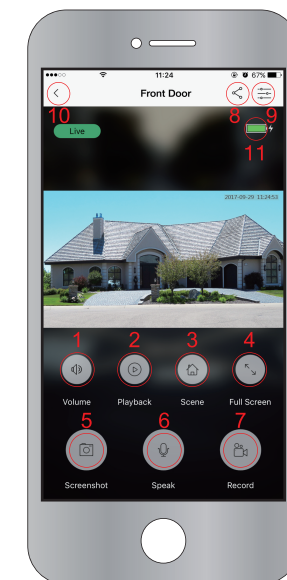 11:24 67%
Front Door
10 8 9
Live
11
2017-09-29 11:24:53
1 2 3 4
Volume Playback Scene Full Screen
5 6 7
Screenshot Speak Record